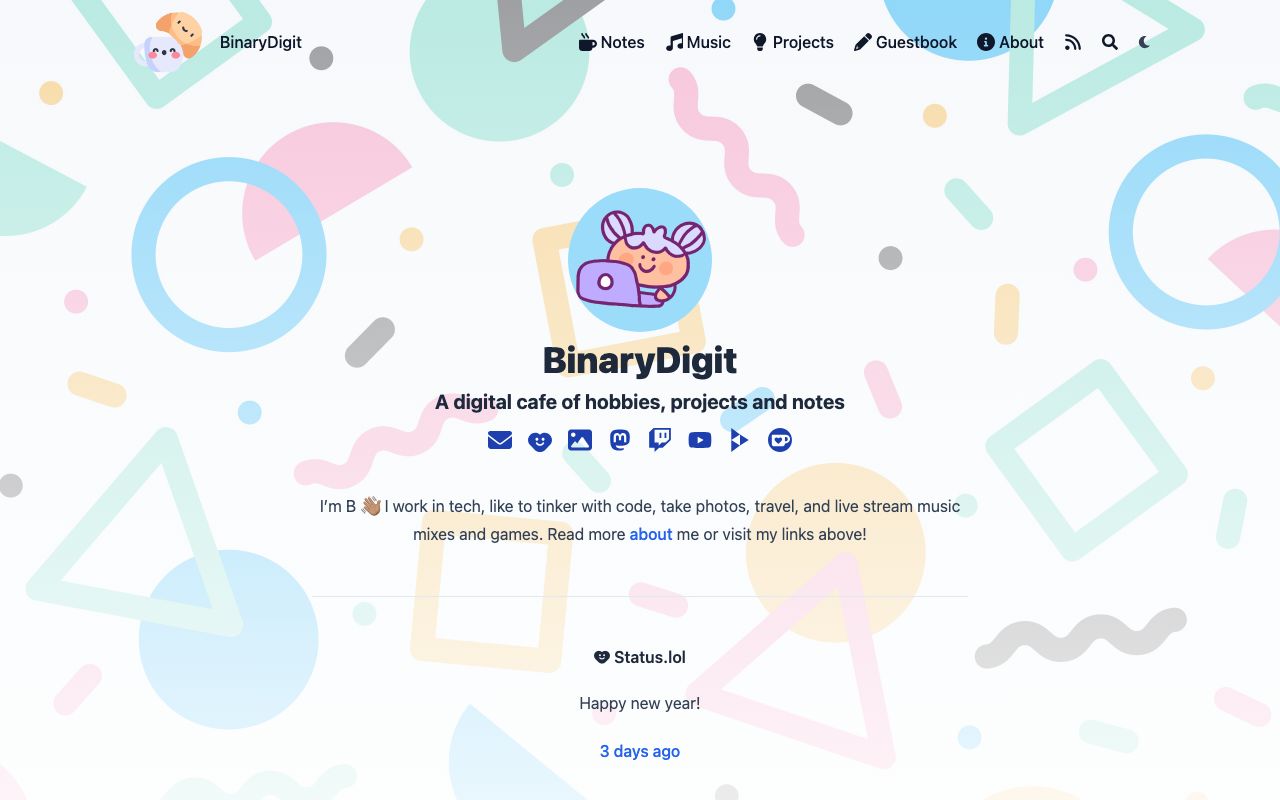 BinaryDigit
Notes
Music
Projects
Guestbook
About
BinaryDigit
A digital cafe of hobbies, projects and notes
I’m B 👋🏽 I work in tech, like to tinker with code, take photos, travel, and live stream music
mixes and games. Read more about me or visit my links above!
Status.lol
Happy new year!
3 days ago